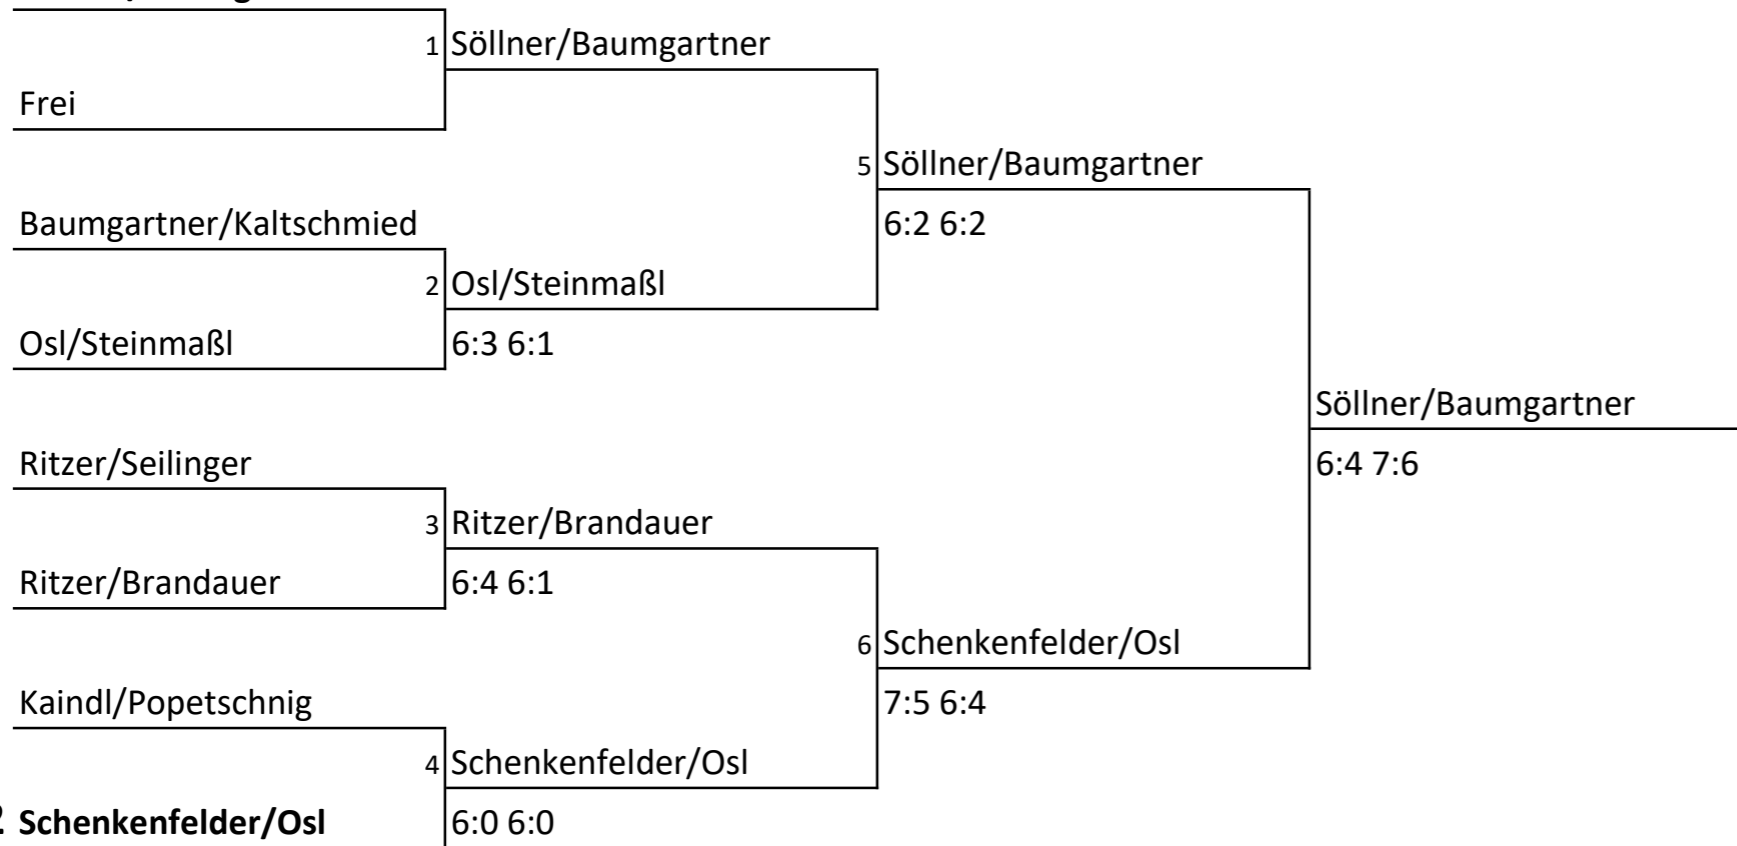 1 Söllner/Baumgartner
Frei
5 Söllner/Baumgartner
Baumgartner/Kaltschmied
6:2 6:2
2 Osl/Steinmaßl
Osl/Steinmaßl
6:3 6:1
Söllner/Baumgartner
Ritzer/Seilinger
6:4 7:6
3 Ritzer/Brandauer
Ritzer/Brandauer
6:4 6:1
6 Schenkenfelder/Osl
Kaindl/Popetschnig
7:5 6:4
4 Schenkenfelder/Osl
2 Schenkenfelder/Osl
6:0 6:0